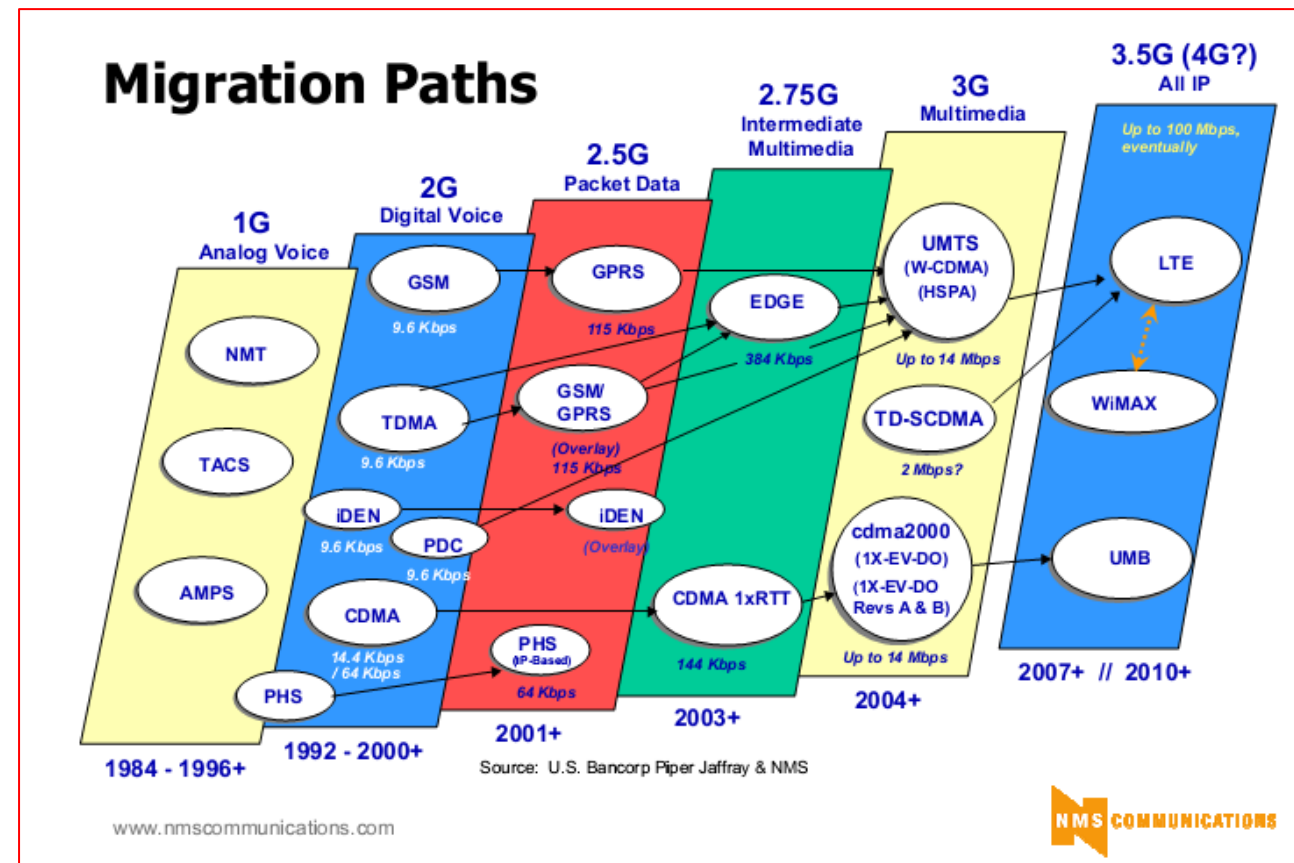 Migration Paths
1G
Analog Voice
NMT
TACS
AMPS
PHS
1984 - 1996+
2G
Digital Voice
GSM
9.6 Kbps
TDMA
9.6 Kbps
iDEN
9.6 Kbps
PDC
9.6 Kbps
CDMA
14.4 Kbps
/ 64 Kbps
1992 - 2000+
2.5G
Packet Data
GPRS
115 Kbps
GSM/
GPRS
(Overlay)
115 Kbps
iDEN
(Overlay)
PHS
(IP-Based)
64 Kbps
2001+
2.75G
Intermediate
Multimedia
EDGE
384 Kbps
CDMA 1xRTT
144 Kbps
2003+
3G
Multimedia
UMTS
(W-CDMA)
(HSPA)
Up to 14 Mbps
TD-SCDMA
2 Mbps?
cdma2000
(1X-EV-DO)
(1X-EV-DO
Revs A & B)
Up to 14 Mbps
2004+
3.5G (4G?)
All IP
Up to 100 Mbps,
eventually
LTE
WiMAX
UMB
2007+ // 2010+
Source: U.S. Bancorp Piper Jaffray & NMS
www.nmscommunications.com
NMS COMMUNICATIONS